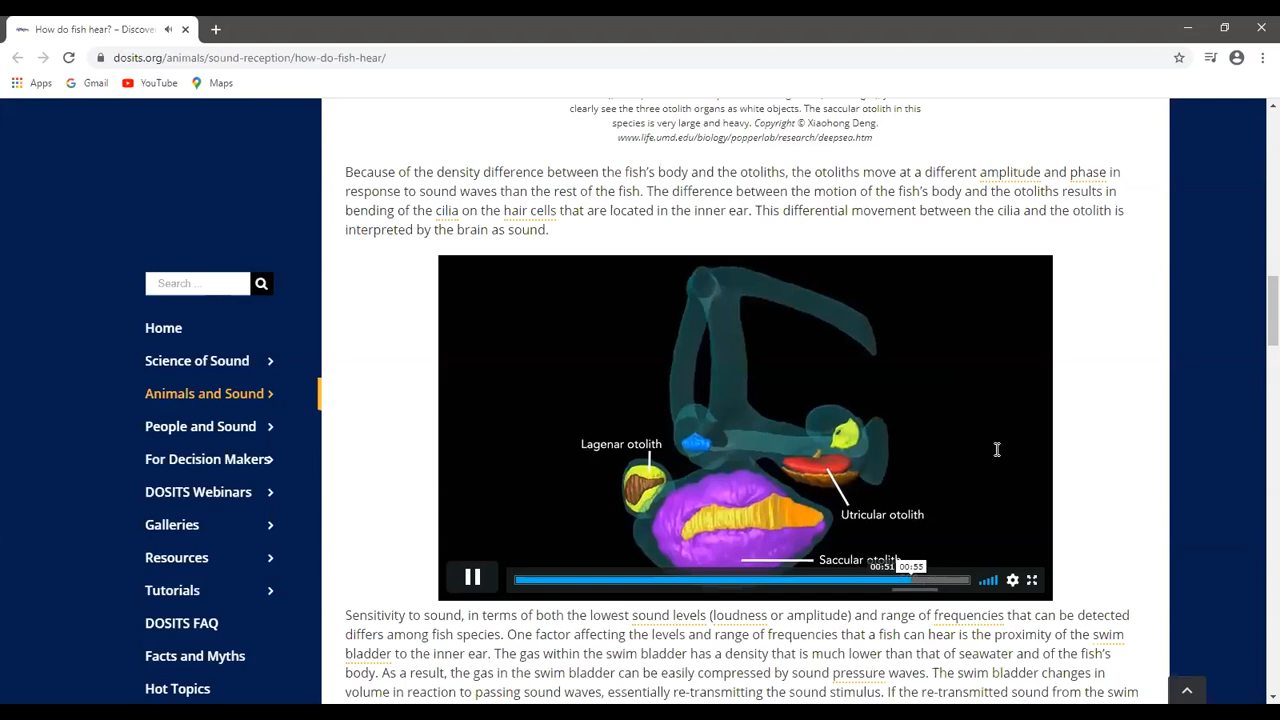 How do fish hear? – Discove
dosits.org/animals/sound-reception/how-do-fish-hear/
Apps
Gmail
YouTube
Maps
clearly see the three otolith organs as white objects. The saccular otolith in this
species is very large and heavy. Copyright © Xiaohong Deng.
www.life.umd.edu/biology/popperlab/research/deepsea.htm
Because of the density difference between the fish's body and the otoliths, the otoliths move at a different amplitude and phase in
response to sound waves than the rest of the fish. The difference between the motion of the fish's body and the otoliths results in
bending of the cilia on the hair cells that are located in the inner ear. This differential movement between the cilia and the otolith is
interpreted by the brain as sound.
Search ...
Home
Science of Sound
Animals and Sound
People and Sound
For Decision Makers
DOSITS Webinars
Galleries
Resources
Tutorials
DOSITS FAQ
Facts and Myths
Hot Topics
Lagenar otolith
Utricular otolith
Saccular otolith
00:51
00:55
Sensitivity to sound, in terms of both the lowest sound levels (loudness or amplitude) and range of frequencies that can be detected
differs among fish species. One factor affecting the levels and range of frequencies that a fish can hear is the proximity of the swim
bladder to the inner ear. The gas within the swim bladder has a density that is much lower than that of seawater and of the fish's
body. As a result, the gas in the swim bladder can be easily compressed by sound pressure waves. The swim bladder changes in
volume in reaction to passing sound waves, essentially re-transmitting the sound stimulus. If the re-transmitted sound from the swim